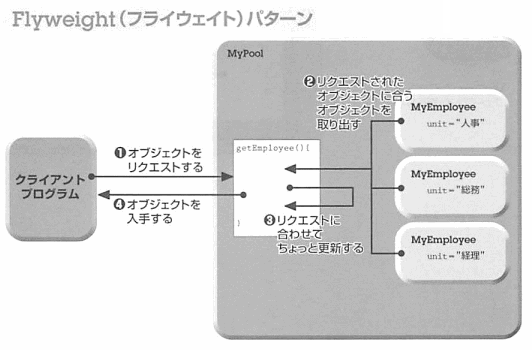 Flyweight（フライウェイト）パターン
MyPool
❷リクエストされた
オブジェクトに合う
オブジェクトを
取り出す
MyEmployee
unit="人事"
getEmployee(){
❶オブジェクトを
リクエストする
クライアント
プログラム
MyEmployee
unit="総務"
❹オブジェクトを
入手する
❸リクエストに
合わせて
ちょっと更新する
}
MyEmployee
unit="経理"